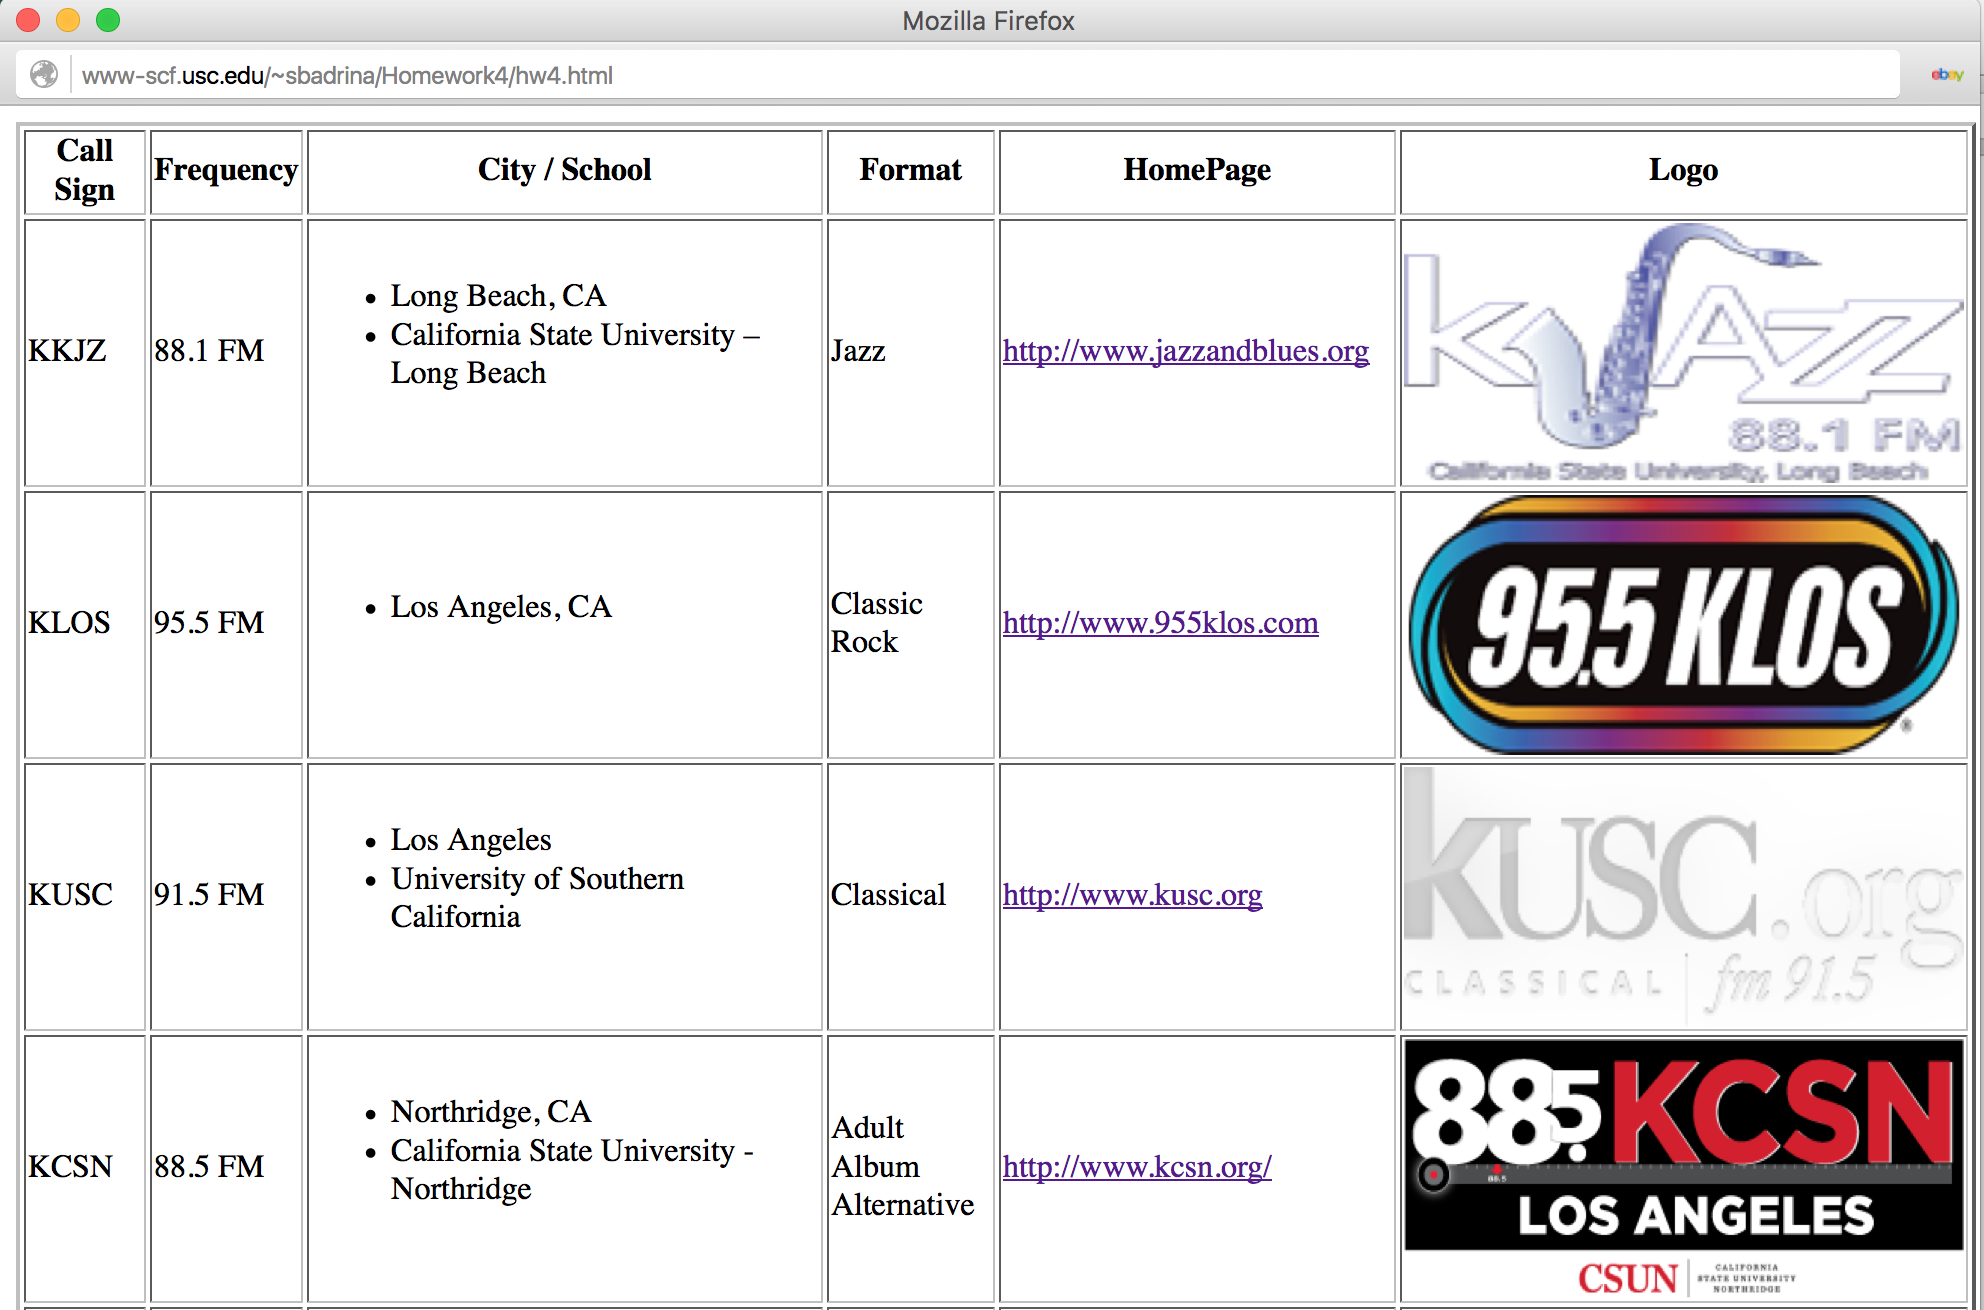 Mozilla Firefox
www-scf.usc.edu/~sbadrina/Homework4/hw4.html
ebay
Call
Sign
Frequency
City / School
Format
HomePage
Logo
KKJZ
88.1 FM
• Long Beach, CA
• California State University –
Long Beach
Jazz
http://www.jazzandblues.org
KJAZZ
88.1 FM
California State University, Long Beach
KLOS
95.5 FM
• Los Angeles, CA
Classic
Rock
http://www.955klos.com
95.5 KLOS
®
KUSC
91.5 FM
• Los Angeles
• University of Southern
California
Classical
http://www.kusc.org
KUSC.org
CLASSICAL | fm 91.5
KCSN
88.5 FM
• Northridge, CA
• California State University -
Northridge
Adult
Album
Alternative
http://www.kcsn.org/
88.5 KCSN
88.5
LOS ANGELES
CSUN
CALIFORNIA
STATE UNIVERSITY
NORTHRIDGE